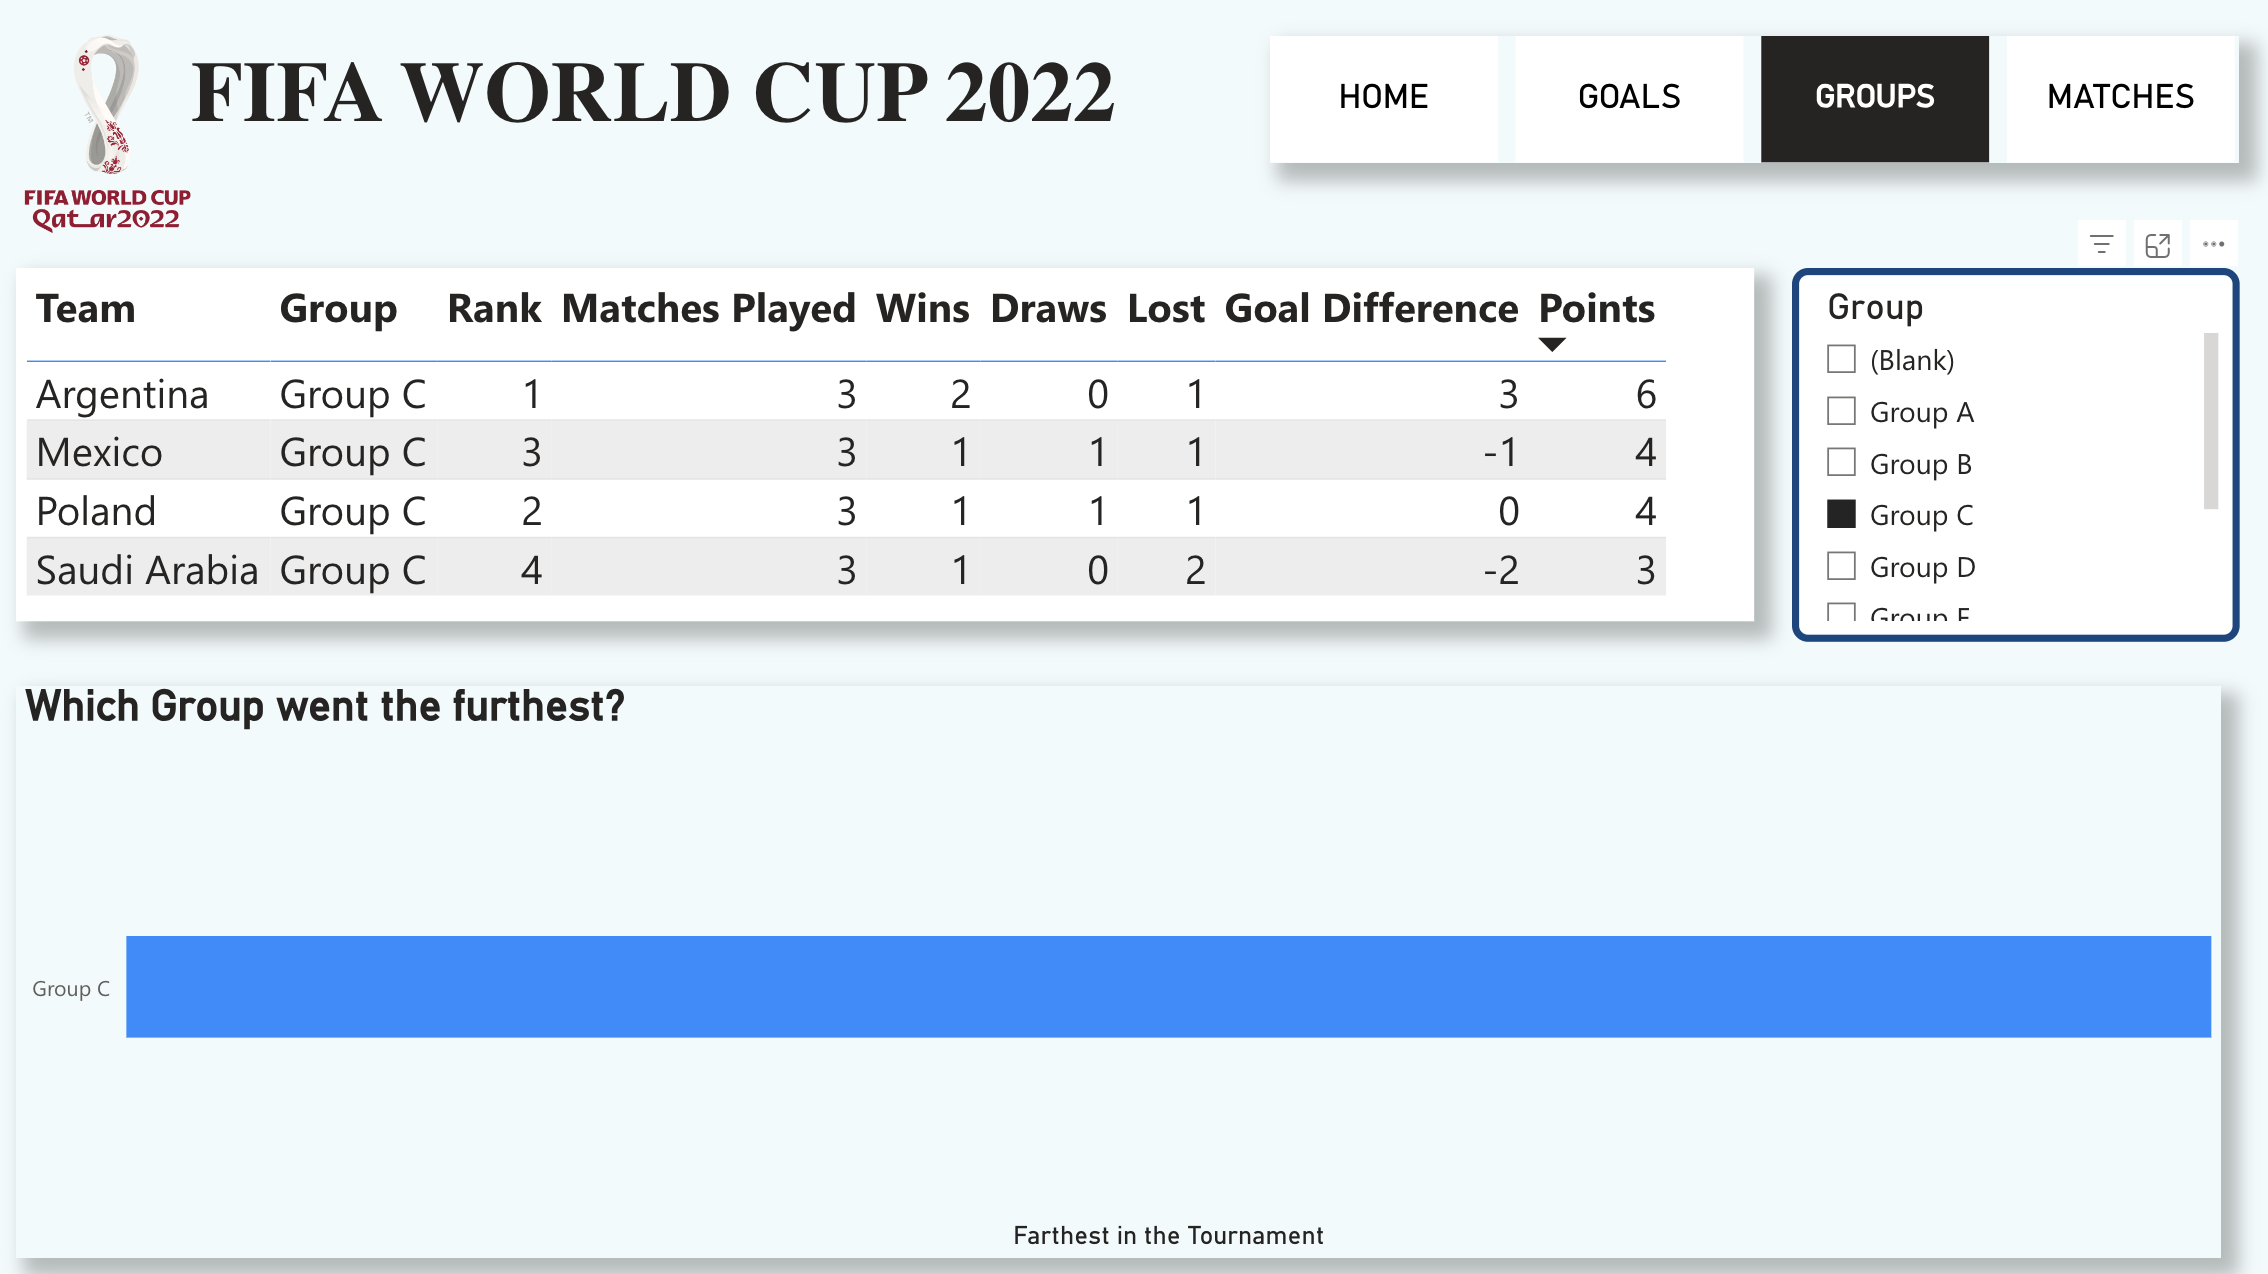 FIFA WORLD CUP 2022
HOME
GOALS
GROUPS
MATCHES
TM
FIFA WORLD CUP
Qatar2022
Team Group Rank Matches Played Wins Draws Lost Goal Difference Points
Argentina Group C 1 3 2 0 1 3 6
Mexico Group C 3 3 1 1 1 -1 4
Poland Group C 2 3 1 1 1 0 4
Saudi Arabia Group C 4 3 1 0 2 -2 3
Group
(Blank)
Group A
Group B
Group C
Group D
Group E
Which Group went the furthest?
Group C
Farthest in the Tournament